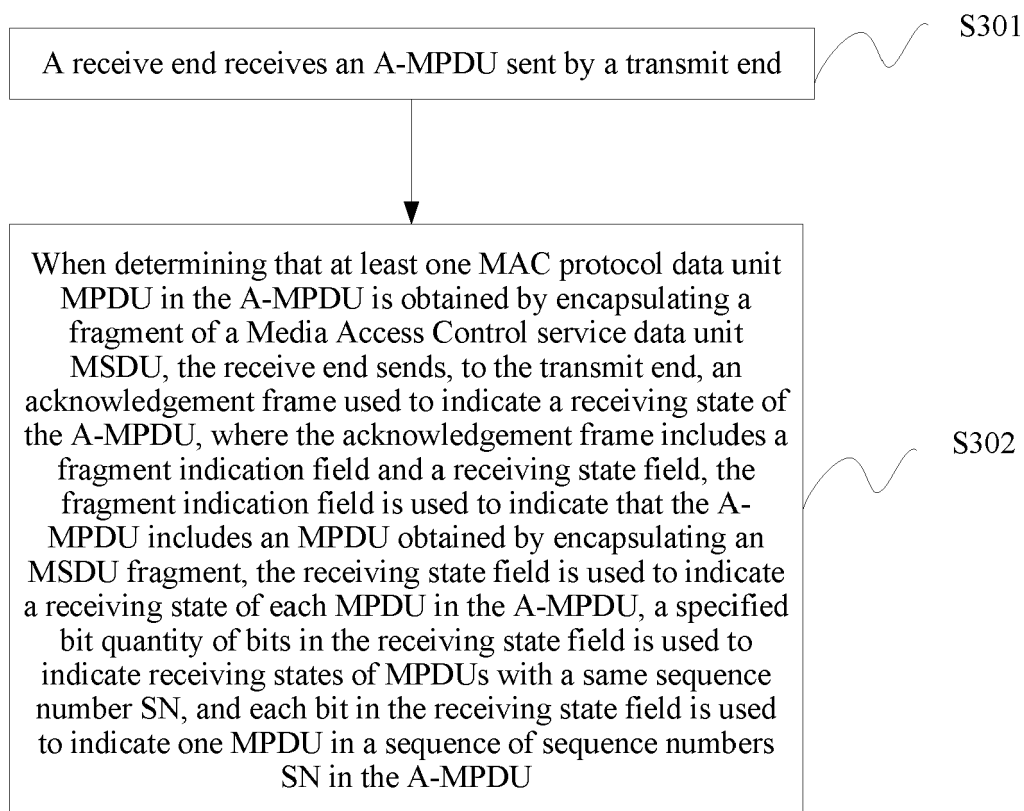 S301
A receive end receives an A-MPDU sent by a transmit end
When determining that at least one MAC protocol data unit
MPDU in the A-MPDU is obtained by encapsulating a
fragment of a Media Access Control service data unit
MSDU, the receive end sends, to the transmit end, an
acknowledgement frame used to indicate a receiving state of
the A-MPDU, where the acknowledgement frame includes a
fragment indication field and a receiving state field, the
fragment indication field is used to indicate that the A-
MPDU includes an MPDU obtained by encapsulating an
MSDU fragment, the receiving state field is used to indicate
a receiving state of each MPDU in the A-MPDU, a specified
bit quantity of bits in the receiving state field is used to
indicate receiving states of MPDUs with a same sequence
number SN, and each bit in the receiving state field is used
to indicate one MPDU in a sequence of sequence numbers
SN in the A-MPDU
S302